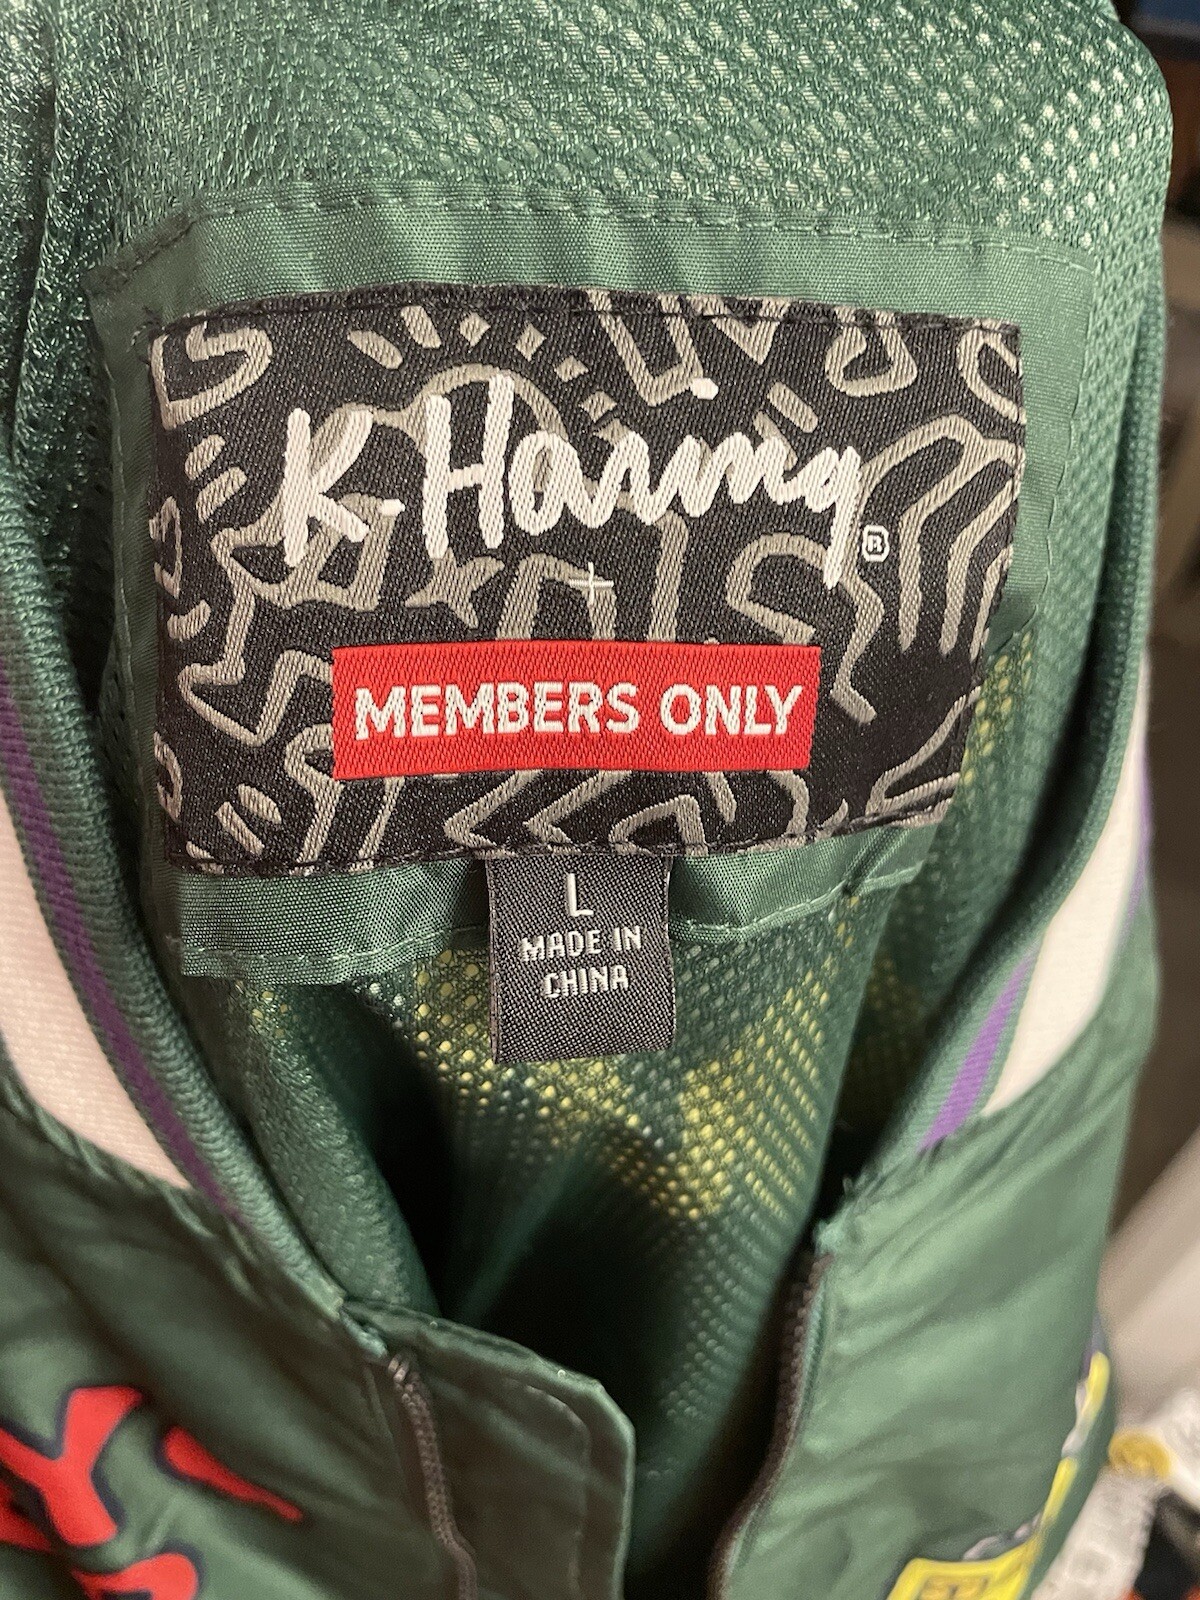 K. Haring®
MEMBERS ONLY
L
MADE IN
CHINA